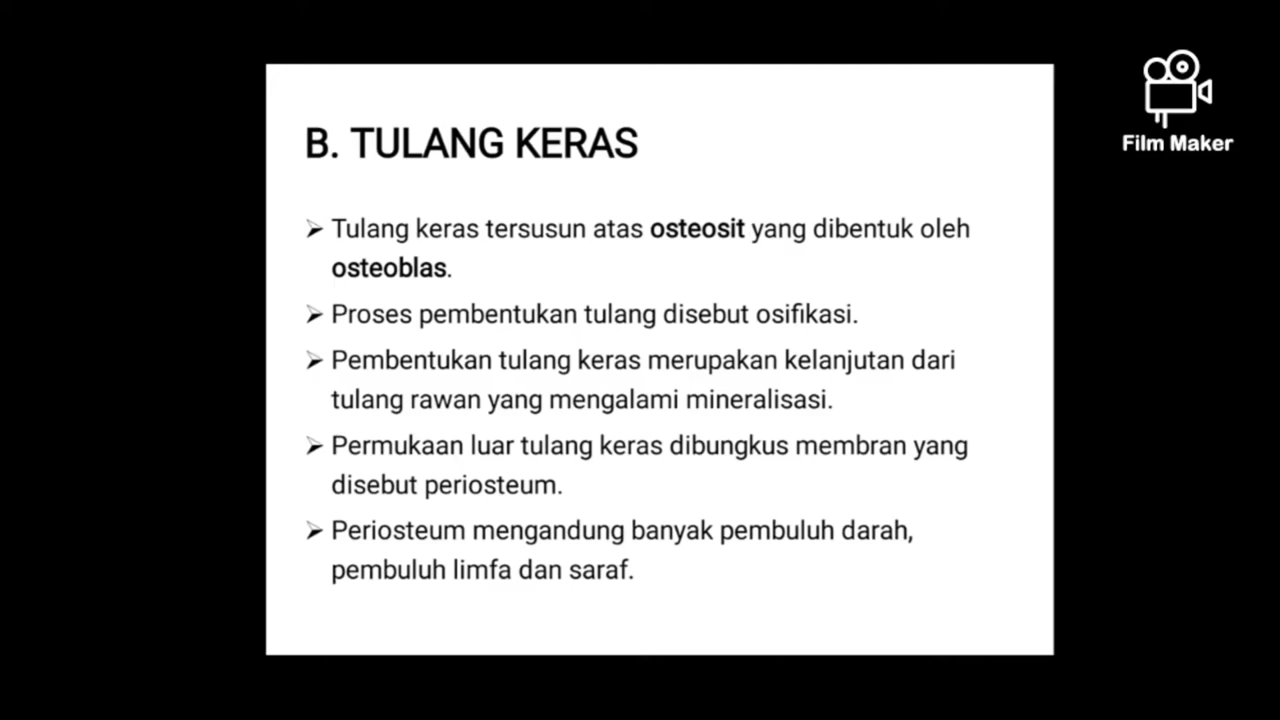 Film Maker
B. TULANG KERAS
➢ Tulang keras tersusun atas osteosit yang dibentuk oleh
osteoblas.
➢ Proses pembentukan tulang disebut osifikasi.
➢ Pembentukan tulang keras merupakan kelanjutan dari
tulang rawan yang mengalami mineralisasi.
➢ Permukaan luar tulang keras dibungkus membran yang
disebut periosteum.
➢ Periosteum mengandung banyak pembuluh darah,
pembuluh limfa dan saraf.